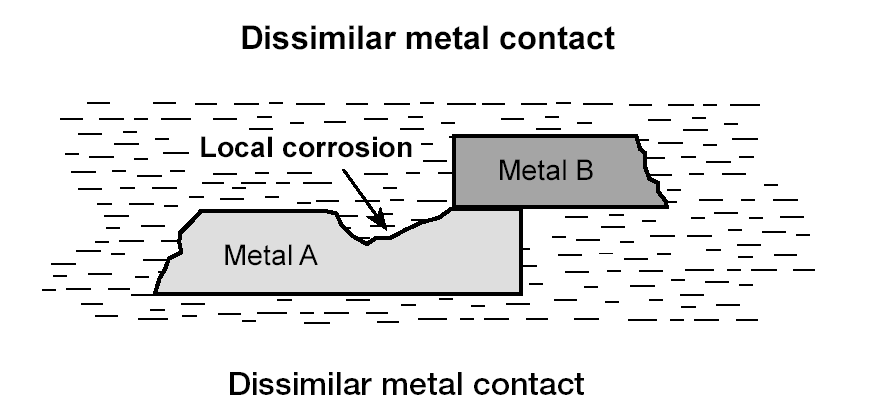 Dissimilar metal contact
Local corrosion
Metal B
Metal A
Dissimilar metal contact